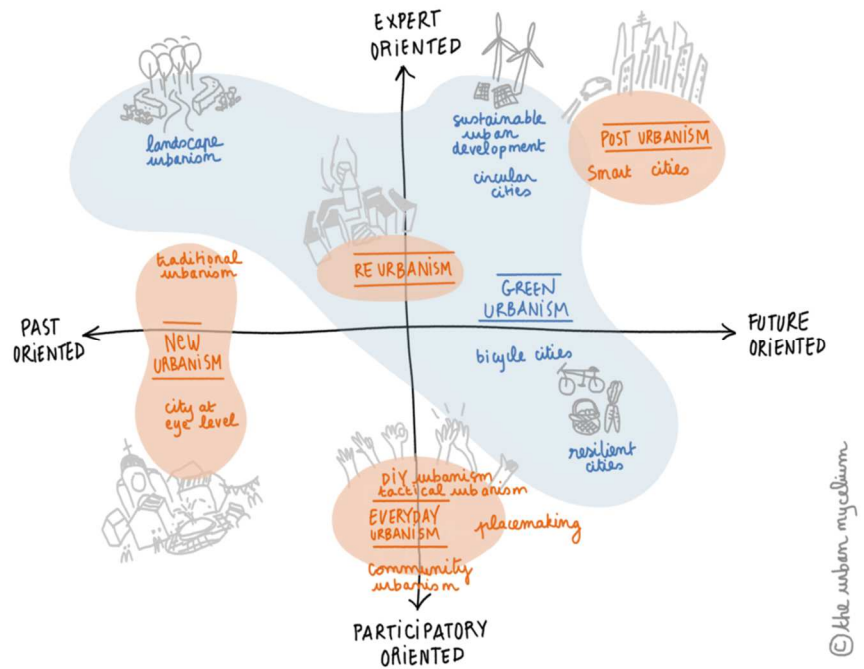 EXPERT
ORIENTED
landscape
urbanism
sustainable
urban
development
circular
cities
POST URBANISM
Smart cities
traditional
urbanism
RE URBANISM
GREEN
URBANISM
PAST
ORIENTED
FUTURE
ORIENTED
NEW
URBANISM
bicycle cities
city at
eye level
resilient
cities
DIY urbanism
tactical urbanism
EVERYDAY
URBANISM
placemaking
community
urbanism
PARTICIPATORY
ORIENTED
© the urban mycelium